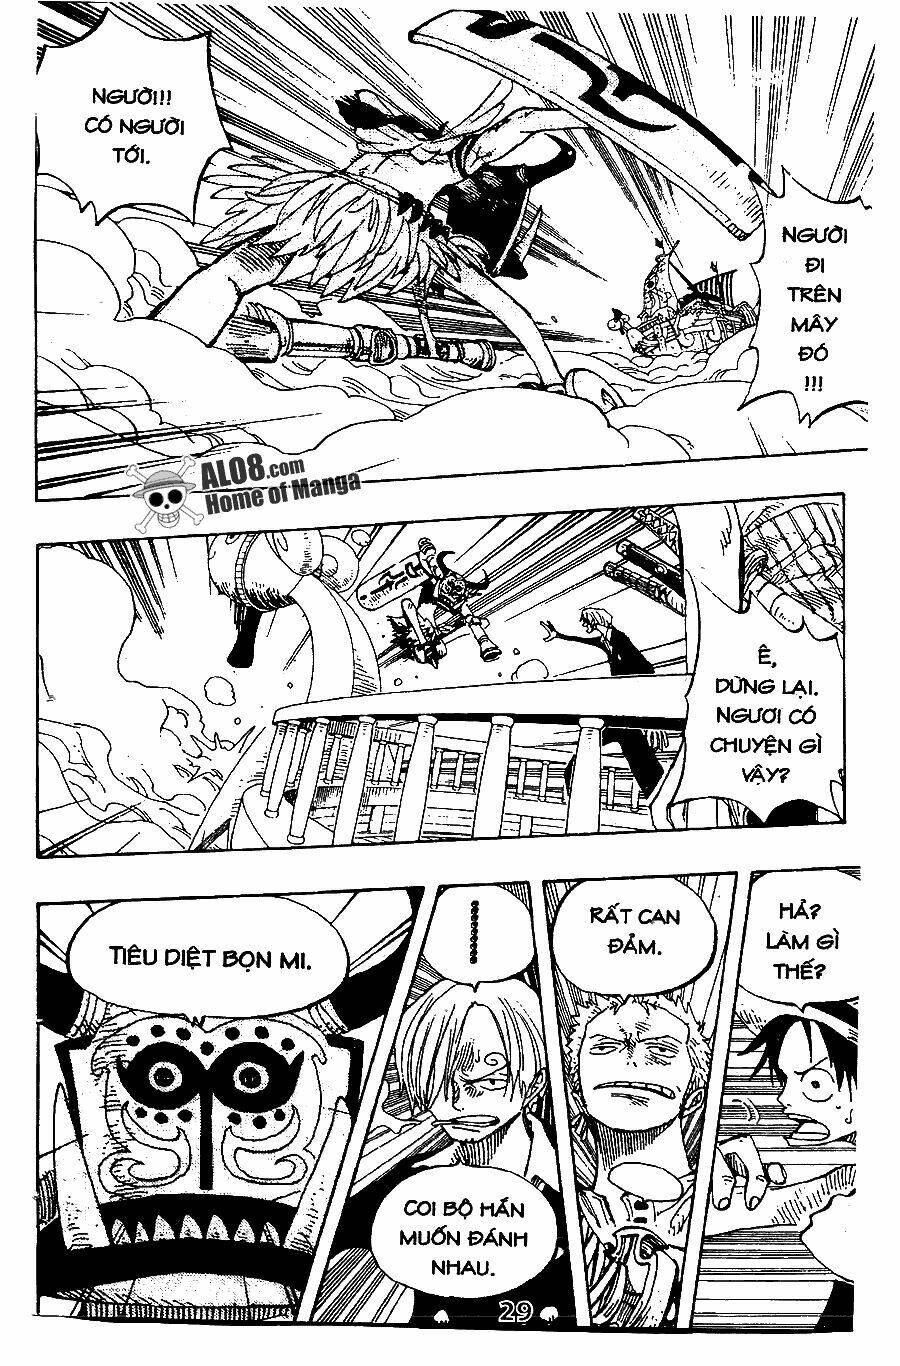 NGƯỜI
ĐI
TRÊN
MÂY
ĐÓ
!!!
NGƯỜI!!!
CÓ NGƯỜI
TỚI.
AL08.com
Home of Manga
Ê,
DỪNG LẠI.
NGƯƠI CÓ
CHUYỆN GÌ
VẬY?
HẢ?
LÀM GÌ
THẾ?
RẤT CAN
ĐẢM.
COI BỘ HẮN
MUỐN ĐÁNH
NHAU.
TIÊU DIỆT BỌN MI.
29